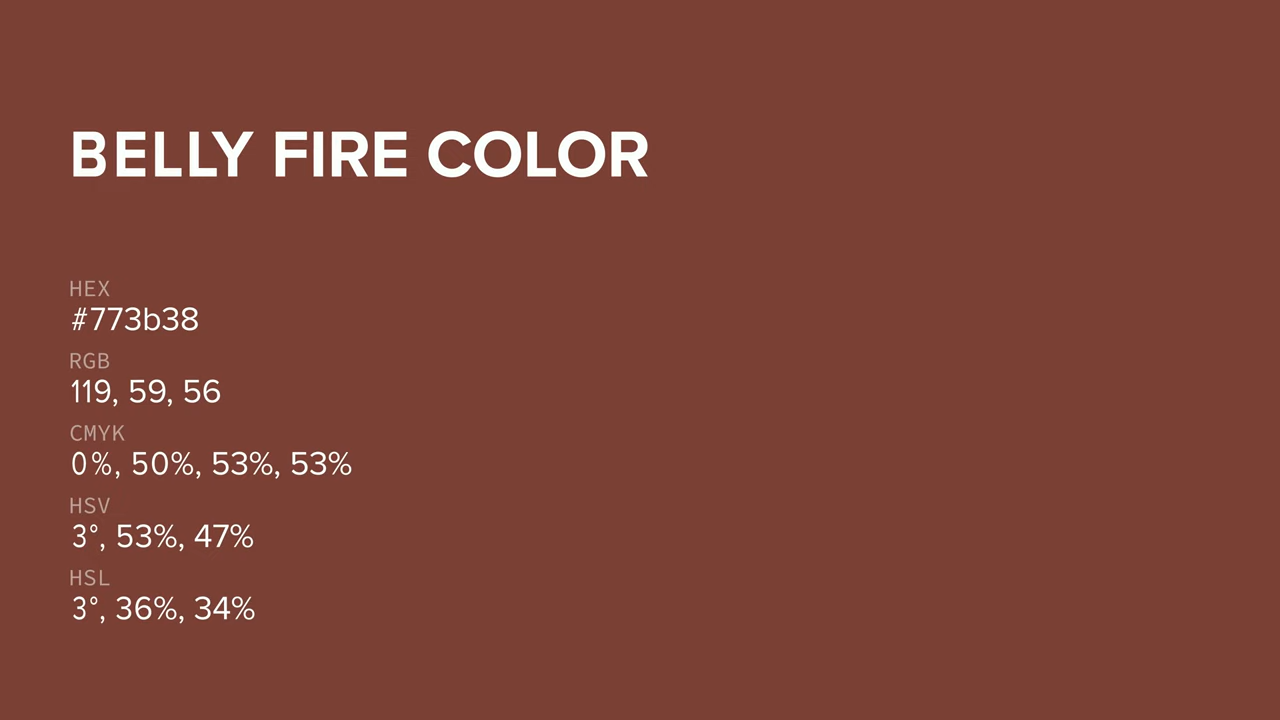 BELLY FIRE COLOR
HEX
#773b38
RGB
119, 59, 56
CMYK
0%, 50%, 53%, 53%
HSV
3°, 53%, 47%
HSL
3°, 36%, 34%